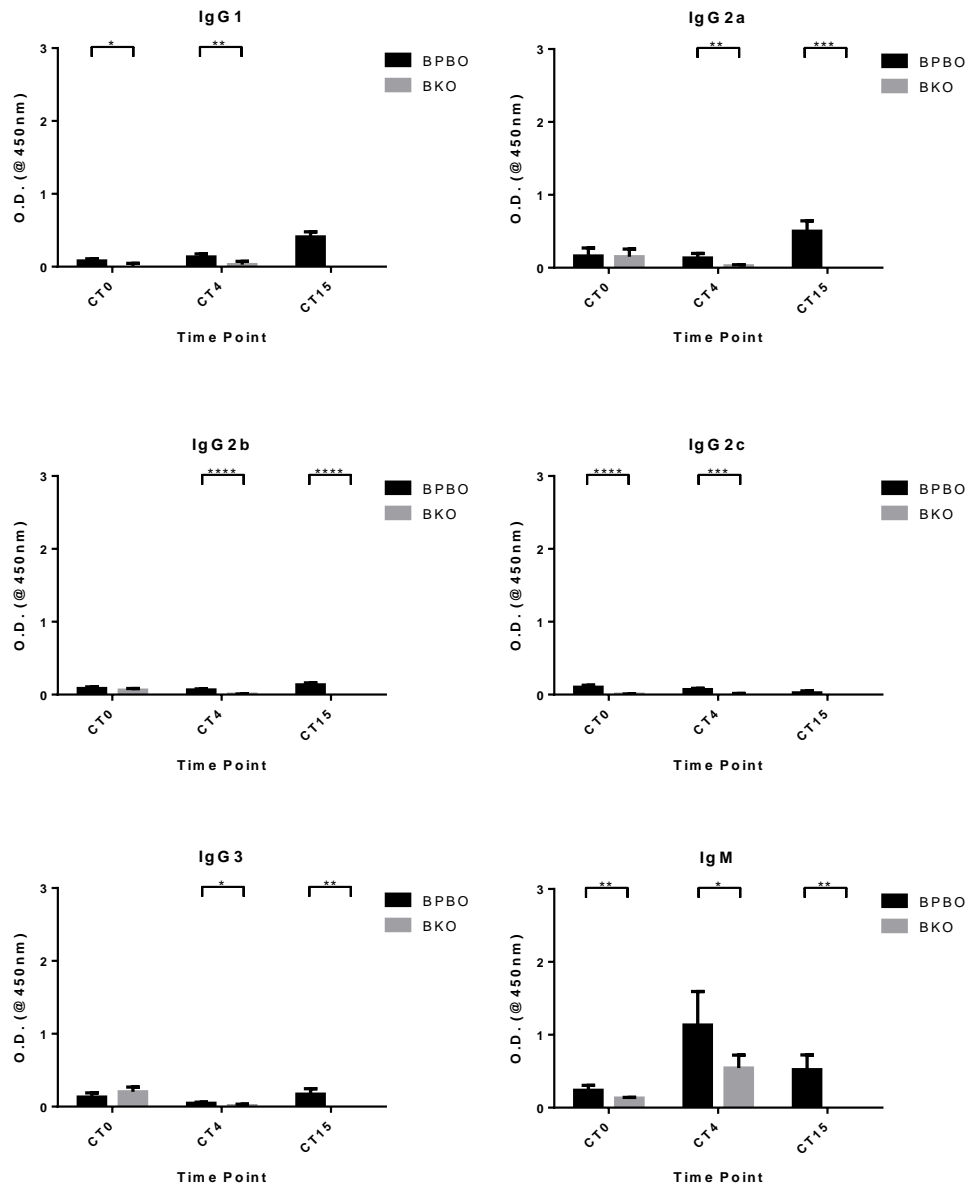 IgG1
* **
3
2
1
0
O.D. (@450nm)
BPBO
BKO
CT0 CT4 CT15
Time Point
IgG2a
** ***
3
2
1
0
O.D. (@450nm)
BPBO
BKO
CT0 CT4 CT15
Time Point
IgG2b
**** ****
3
2
1
0
O.D. (@450nm)
BPBO
BKO
CT0 CT4 CT15
Time Point
IgG2c
**** ***
3
2
1
0
O.D. (@450nm)
BPBO
BKO
CT0 CT4 CT15
Time Point
IgG3
* **
3
2
1
0
O.D. (@450nm)
BPBO
BKO
CT0 CT4 CT15
Time Point
IgM
** * **
3
2
1
0
O.D. (@450nm)
BPBO
BKO
CT0 CT4 CT15
Time Point